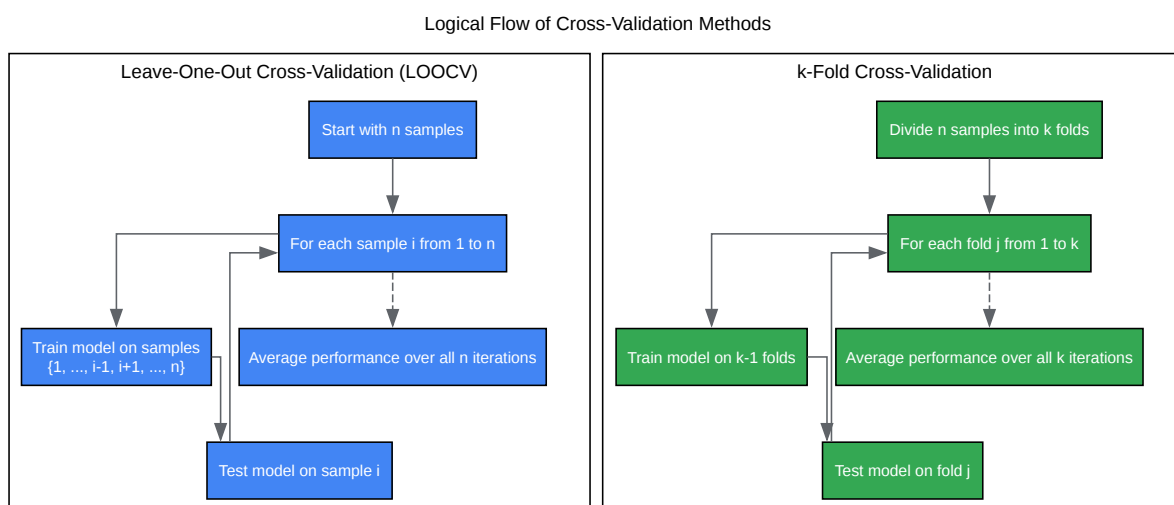 Logical Flow of Cross-Validation Methods
Leave-One-Out Cross-Validation (LOOCV)
Start with n samples
For each sample i from 1 to n
Train model on samples
{1, ..., i-1, i+1, ..., n}
Average performance over all n iterations
Test model on sample i
k-Fold Cross-Validation
Divide n samples into k folds
For each fold j from 1 to k
Train model on k-1 folds
Average performance over all k iterations
Test model on fold j